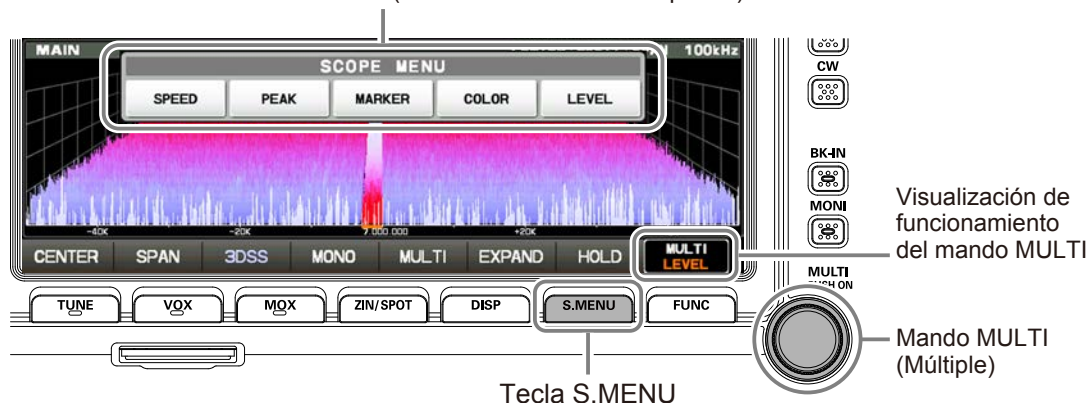 MAIN
100kHz
SCOPE MENU
SPEED PEAK MARKER COLOR LEVEL
-40K -20K 7.000.000 +20K
CENTER SPAN 3DSS MONO MULTI EXPAND HOLD MULTI LEVEL
TUNE VOX MOX ZIN/SPOT DISP S.MENU FUNC
CW
BK-IN
MONI
MULTI
PUSH ON
Visualización de
funcionamiento
del mando MULTI
Mando MULTI
(Múltiple)
Tecla S.MENU